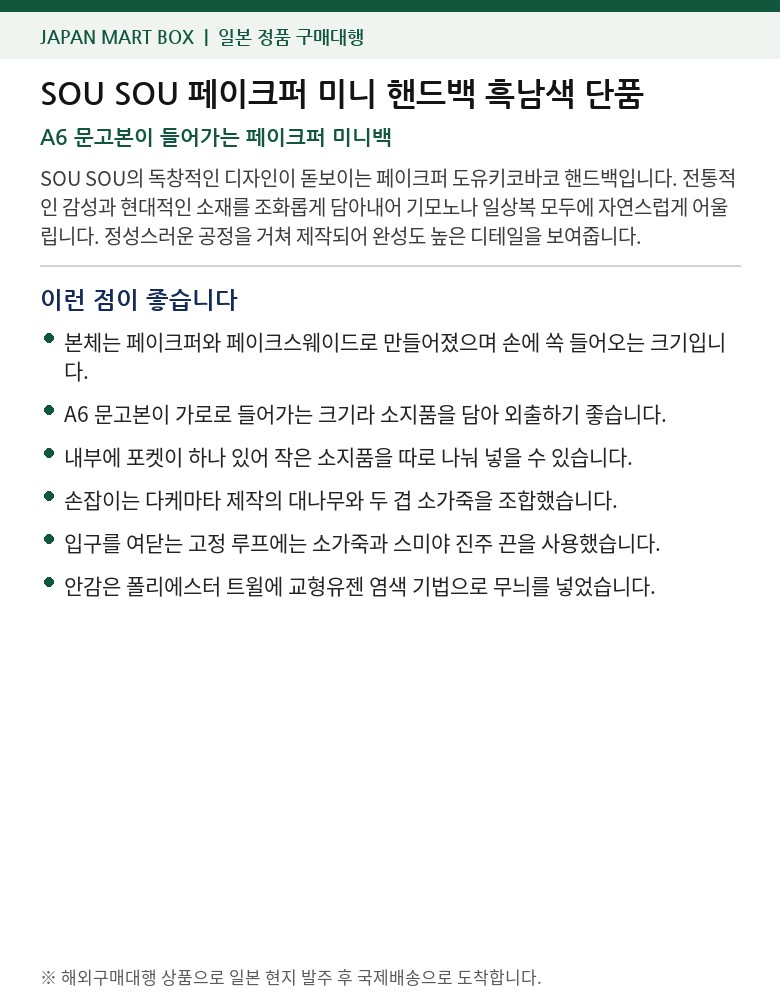 JAPAN MART BOX | 일본 정품 구매대행
SOU SOU 페이크퍼 미니 핸드백 흑남색 단품
A6 문고본이 들어가는 페이크퍼 미니백
SOU SOU의 독창적인 디자인이 돋보이는 페이크퍼 도유키코바코 핸드백입니다. 전통적
인 감성과 현대적인 소재를 조화롭게 담아내어 기모노나 일상복 모두에 자연스럽게 어울
립니다. 정성스러운 공정을 거쳐 제작되어 완성도 높은 디테일을 보여줍니다.
이런 점이 좋습니다
● 본체는 페이크퍼와 페이크스웨이드로 만들어졌으며 손에 쏙 들어오는 크기입니
다.
● A6 문고본이 가로로 들어가는 크기라 소지품을 담아 외출하기 좋습니다.
● 내부에 포켓이 하나 있어 작은 소지품을 따로 나눠 넣을 수 있습니다.
● 손잡이는 다케마타 제작의 대나무와 두 겹 소가죽을 조합했습니다.
● 입구를 여닫는 고정 루프에는 소가죽과 스미야 진주 끈을 사용했습니다.
● 안감은 폴리에스터 트윌에 교형유젠 염색 기법으로 무늬를 넣었습니다.
※ 해외구매대행 상품으로 일본 현지 발주 후 국제배송으로 도착합니다.